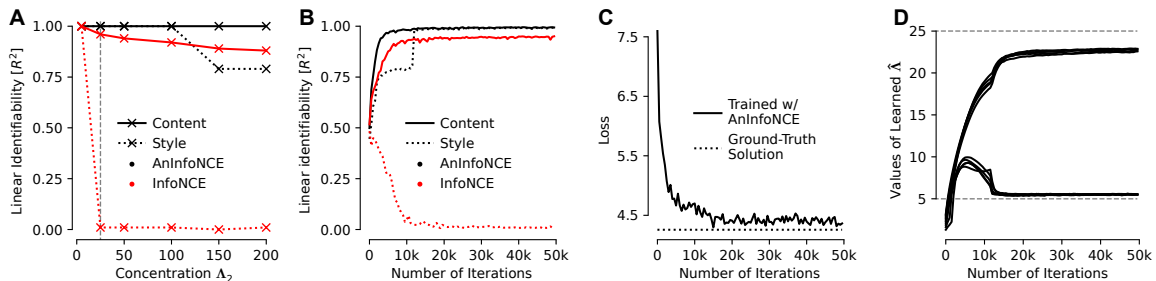 A
Linear Identifiability [R²]
1.00
0.75
0.50
0.25
0.00
Content
Style
AnInfoNCE
InfoNCE
0 50 100 150 200
Concentration Λ₂
B
Linear identifiability [R²]
1.00
0.75
0.50
0.25
0.00
Content
Style
AnInfoNCE
InfoNCE
0 10k 20k 30k 40k 50k
Number of Iterations
C
Loss
7.5
6.5
5.5
4.5
Trained w/
AnInfoNCE
Ground-Truth
Solution
0 10k 20k 30k 40k 50k
Number of Iterations
D
Values of Learned Λ̂
25
20
15
10
5
0 10k 20k 30k 40k 50k
Number of Iterations